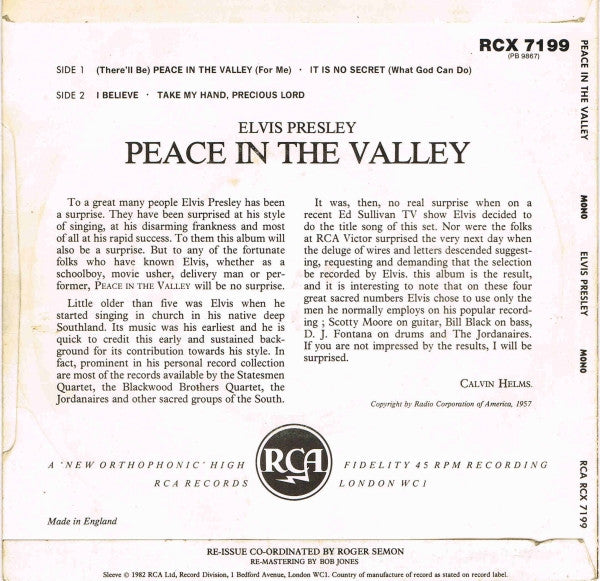 RCX 7199
(PB 9867)
SIDE 1 (There'll Be) PEACE IN THE VALLEY (For Me) · IT IS NO SECRET (What God Can Do)
SIDE 2 I BELIEVE · TAKE MY HAND, PRECIOUS LORD
ELVIS PRESLEY
PEACE IN THE VALLEY
To a great many people Elvis Presley has been
a surprise. They have been surprised at his style
of singing, at his disarming frankness and
most of all at his rapid success. To them this album will
also be a surprise. But to any of the fortunate
folks who have known Elvis, whether as a
schoolboy, movie usher, delivery man or per-
former, PEACE IN THE VALLEY will be no surprise.
Little older than five was Elvis when he
started singing in church in his native deep
Southland. Its music was his earliest and he is
quick to credit this early and sustained back-
ground for its contribution towards his style. In
fact, prominent in his personal record collection
are most of the records available by the Statesmen
Quartet, the Blackwood Brothers Quartet, the
Jordanaires and other sacred groups of the South.
It was, then, no real surprise when on a
recent Ed Sullivan TV show Elvis decided to
do the title song of this set. Nor were the folks
at RCA Victor surprised the very next day when
the deluge of wires and letters descended suggest-
ing, requesting and demanding that the selection
be recorded by Elvis. this album is the result,
and it is interesting to note that on these four
great sacred numbers Elvis chose to use only the
men he normally employs on his popular record-
ing ; Scotty Moore on guitar, Bill Black on bass,
D. J. Fontana on drums and The Jordanaires.
If you are not impressed by the results, I will be
surprised.
CALVIN HELMS.
Copyright by Radio Corporation of America, 1957
A 'NEW ORTHOPHONIC' HIGH FIDELITY 45 RPM RECORDING
RCA
RCA RECORDS LONDON WC1
Made in England
RE-ISSUE CO-ORDINATED BY ROGER SEMON
RE-MASTERING BY BOB JONES
Sleeve © 1982 RCA Ltd, Record Division, 1 Bedford Avenue, London WC1. Country of manufacture of record as stated on record label.
PEACE IN THE VALLEY MONO ELVIS PRESLEY MONO RCA RCX 7199